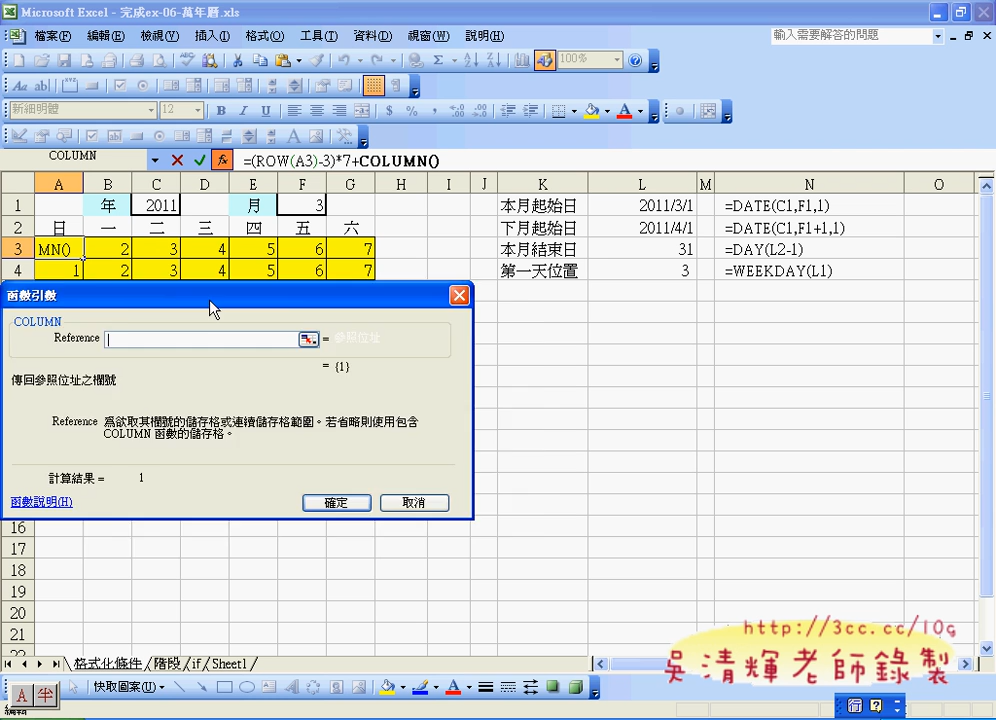 Microsoft Excel - 完成ex-06-萬年曆.xls
檔案(F) 編輯(E) 檢視(V) 插入(I) 格式(O) 工具(T) 資料(D) 視窗(W) 說明(H) 輸入需要解答的問題
100%
新細明體 12 B I U
COLUMN =(ROW(A3)-3)*7+COLUMN()
A B C D E F G H I J K L M N O
1 年 2011 月 3 本月起始日 2011/3/1 =DATE(C1,F1,1)
2 日 一 二 三 四 五 六 下月起始日 2011/4/1 =DATE(C1,F1+1,1)
3 MN() 2 3 4 5 6 7 本月結束日 31 =DAY(L2-1)
4 1 2 3 4 5 6 7 第一天位置 3 =WEEKDAY(L1)
函數引數
COLUMN
Reference = 參照位址
= {1}
傳回參照位址之欄號
Reference 為欲取其欄號的儲存格或連續儲存格範圍。若省略則使用包含
COLUMN 函數的儲存格。
計算結果 = 1
函數說明(H) 確定 取消
16
17
18
19
20
21
http://3cc.cc/10g
吳清輝老師錄製
格式化條件 階段 if Sheet1
A 半 快取圖案(U)
編輯